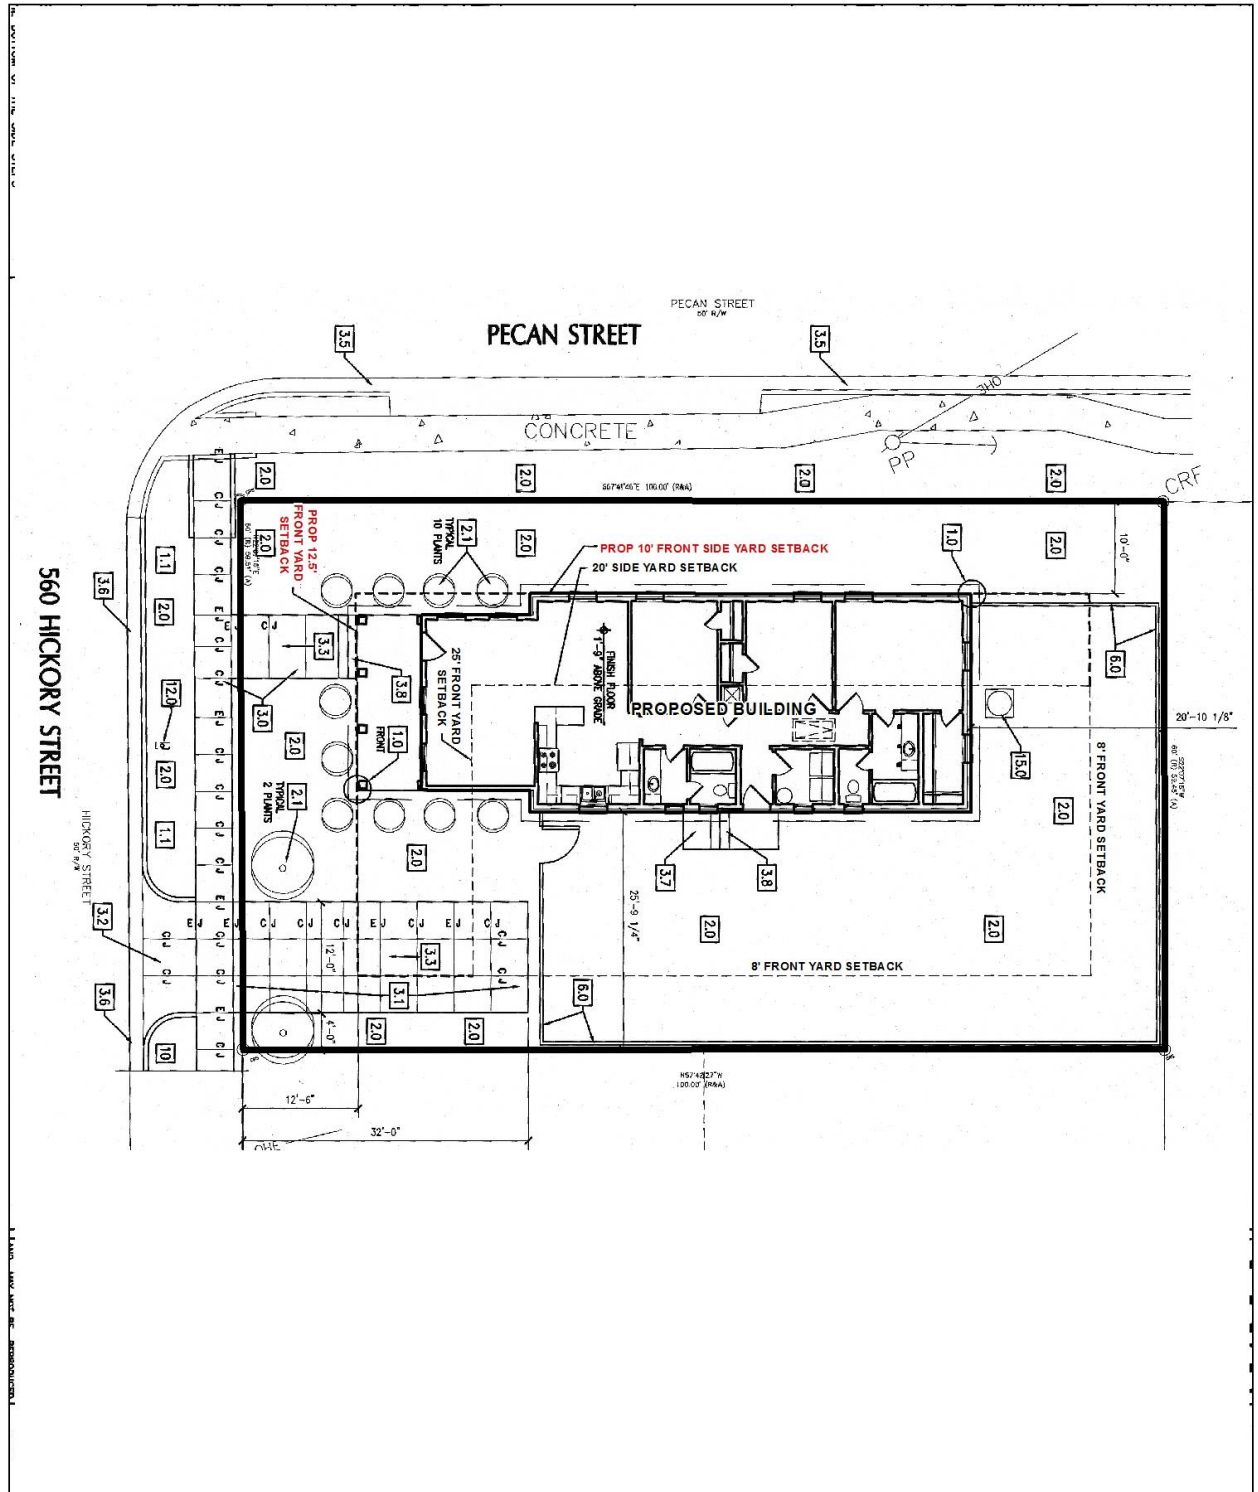 PECAN STREET
50' R/W
PECAN STREET
3.5
3.5
OHE
CONCRETE
PP
CRF
2.0
2.0
2.0
2.0
S67°41'46"E 100.00' (R&A)
PROP 12.5'
FRONT YARD
SETBACK
2.0
2.1
TYPICAL
10 PLANTS
2.0
PROP 10' FRONT SIDE YARD SETBACK
20' SIDE YARD SETBACK
1.0
2.0
10'-0"
560 HICKORY STREET
3.6
1.1
2.0
12.0
2.0
1.1
E J
C J
3.3
3.0
3.8
25' FRONT YARD
SETBACK
FINISH FLOOR
1'-9" ABOVE GRADE
PROPOSED BUILDING
6.0
15.0
20'-10 1/8"
8' FRONT YARD SETBACK
2.0
2.0
1.0
FRONT
2.1
TYPICAL
2 PLANTS
2.0
HICKORY STREET
50' R/W
3.7
3.8
25'-9 1/4"
2.0
2.0
3.2
E J
E J
C J
C J
E J
C J
E J
C J
12'-0"
3.3
3.1
8' FRONT YARD SETBACK
3.6
10
4'-0"
2.0
2.0
6.0
100.00' (R&A)
12'-6"
32'-0"
OHE